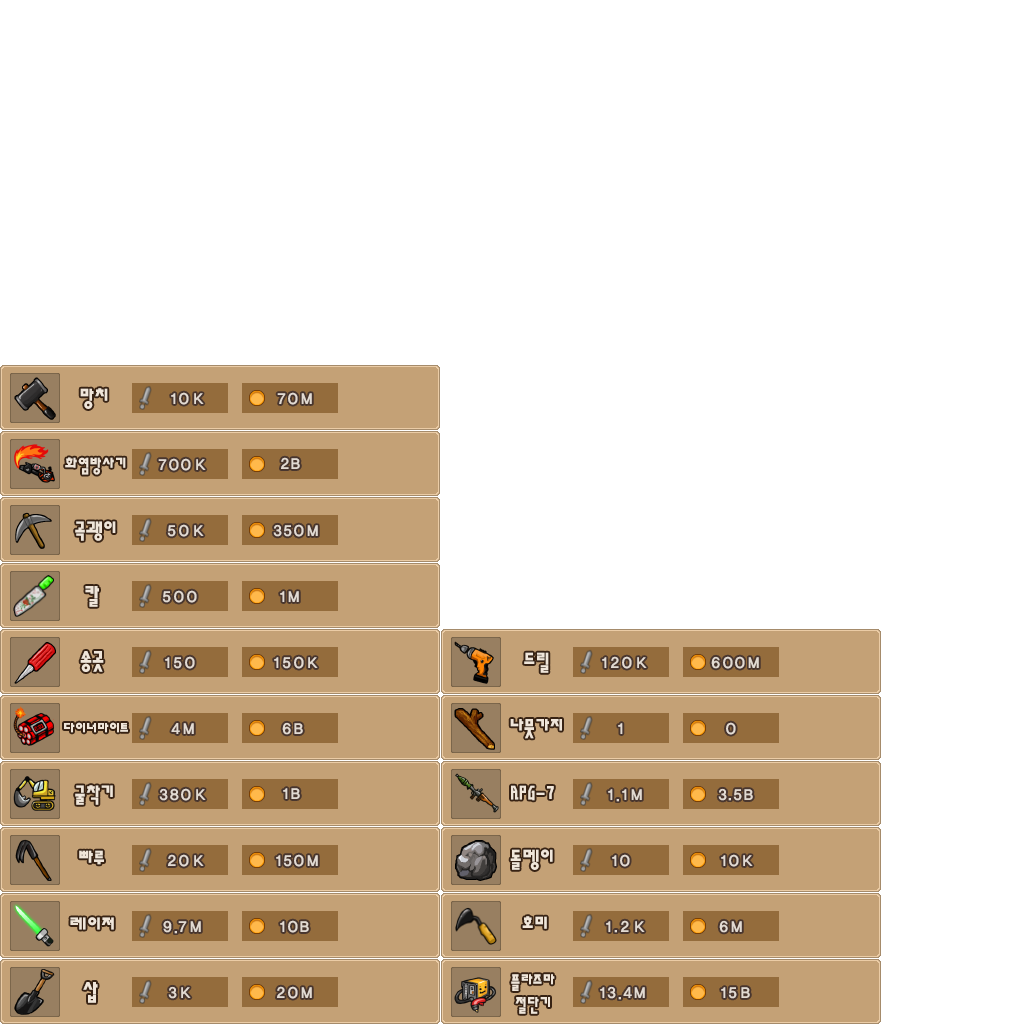 망치 10K 70M
화염방사기 700K 2B
곡괭이 50K 350M
칼 500 1M
송곳 150 150K
다이너마이트 4M 6B
굴착기 380K 1B
빠루 20K 150M
레이저 9.7M 10B
삽 3K 20M
드릴 120K 600M
나뭇가지 1 0
RPG-7 1.1M 3.5B
돌멩이 10 10K
호미 1.2K 6M
플라즈마
절단기 13.4M 15B